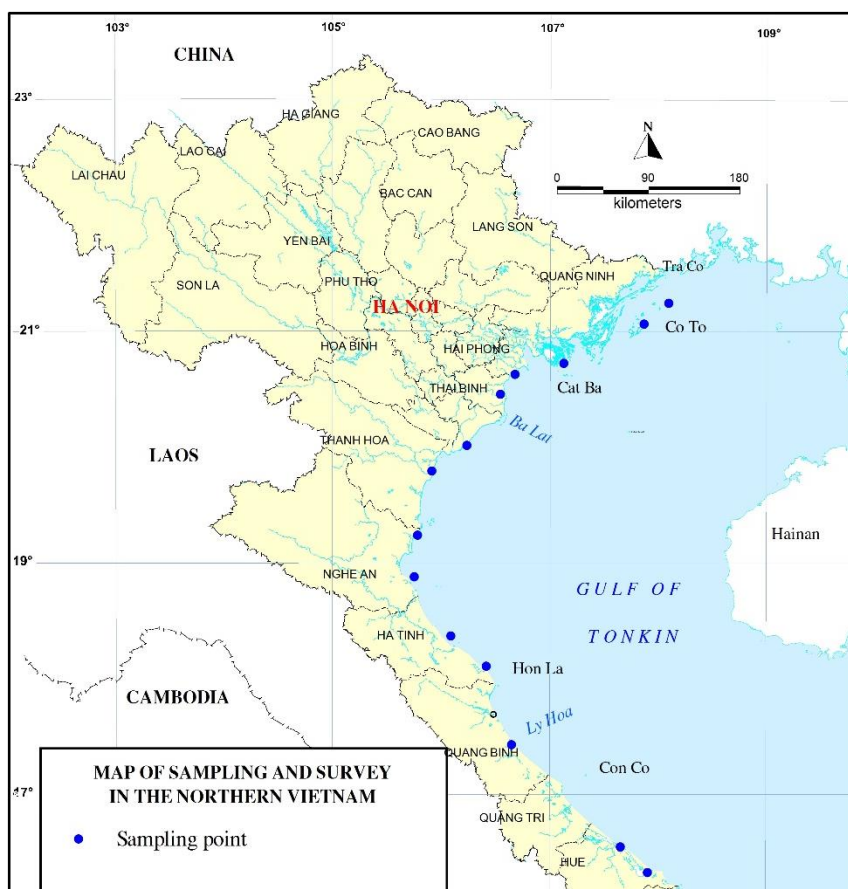 103°
105°
107°
109°
CHINA
23°
HA GIANG
CAO BANG
LAO CAI
LAI CHAU
BAC CAN
N
0 90 180
kilometers
LANG SON
YEN BAI
QUANG NINH
Tra Co
PHU THO
SON LA
HA NOI
21°
Co To
HOA BINH
HAI PHONG
Cat Ba
THAI BINH
Ba Lat
THANH HOA
LAOS
Hainan
19°
NGHE AN
GULF OF
TONKIN
HA TINH
Hon La
CAMBODIA
Ly Hoa
QUANG BINH
Con Co
MAP OF SAMPLING AND SURVEY
IN THE NORTHERN VIETNAM
17°
QUANG TRI
Sampling point
HUE